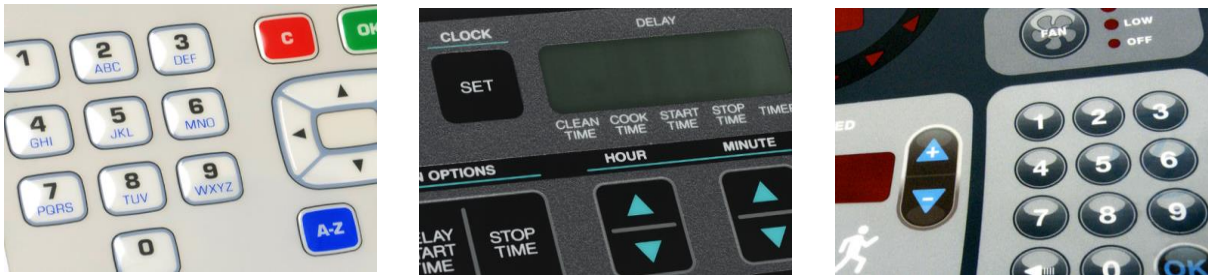 1 2 3 C OK
ABC DEF
4 5 6
GHI JKL MNO
7 8 9
PQRS TUV WXYZ
0 A-Z
CLOCK DELAY
SET
CLEAN TIME COOK TIME START TIME STOP TIME
OPTIONS HOUR MINUTE
STOP
TIME
START
TIME
FAN LOW
OFF
1 2 3
+
4 5 6
-
7 8 9
0 OK